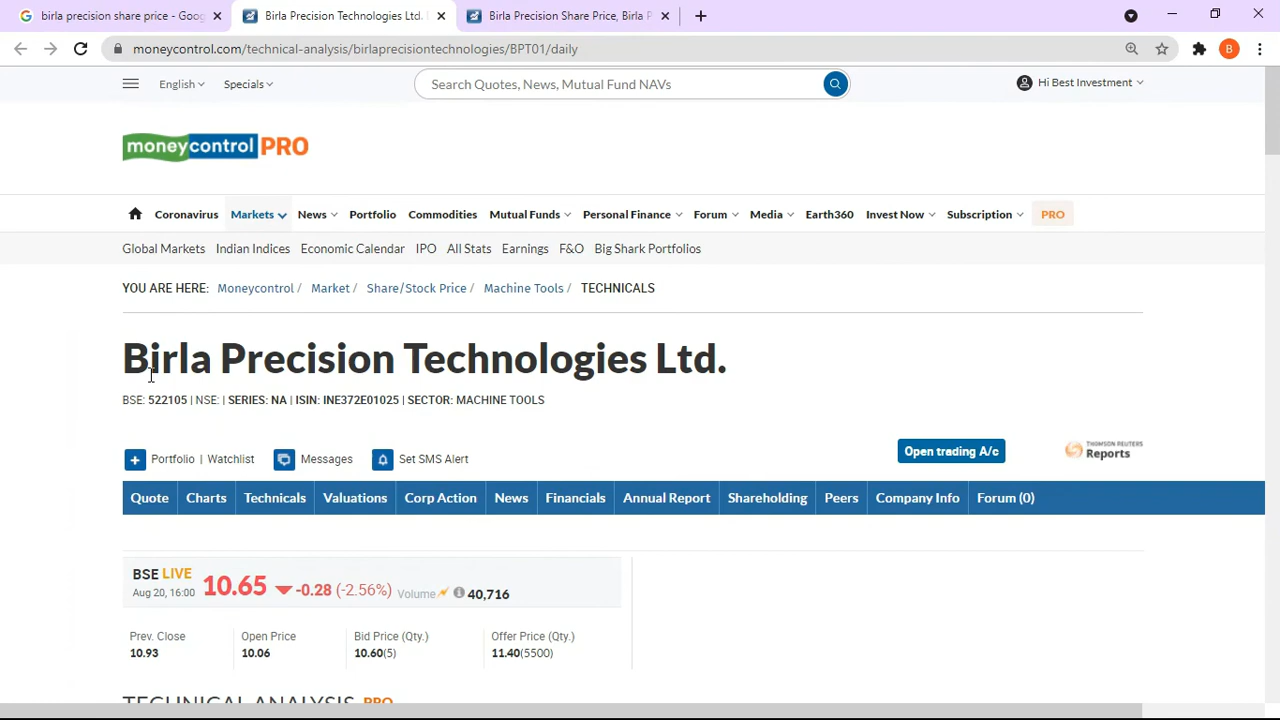 birla precision share price - Goog
Birla Precision Technologies Ltd.
Birla Precision Share Price, Birla P
moneycontrol.com/technical-analysis/birlaprecisiontechnologies/BPT01/daily
B
English
Specials
Search Quotes, News, Mutual Fund NAVs
Hi Best Investment
moneycontrol PRO
Coronavirus Markets News Portfolio Commodities Mutual Funds Personal Finance Forum Media Earth360 Invest Now Subscription PRO
Global Markets Indian Indices Economic Calendar IPO All Stats Earnings F&O Big Shark Portfolios
YOU ARE HERE: Moneycontrol / Market / Share/Stock Price / Machine Tools / TECHNICALS
Birla Precision Technologies Ltd.
BSE: 522105 | NSE: | SERIES: NA | ISIN: INE372E01025 | SECTOR: MACHINE TOOLS
+ Portfolio | Watchlist Messages Set SMS Alert
Open trading A/c
THOMSON REUTERS
Reports
Quote Charts Technicals Valuations Corp Action News Financials Annual Report Shareholding Peers Company Info Forum (0)
BSE LIVE
Aug 20, 16:00
10.65 -0.28 (-2.56%) Volume 40,716
Prev. Close Open Price Bid Price (Qty.) Offer Price (Qty.)
10.93 10.06 10.60(5) 11.40(5500)
TECHNICAL ANALYSIS PRO